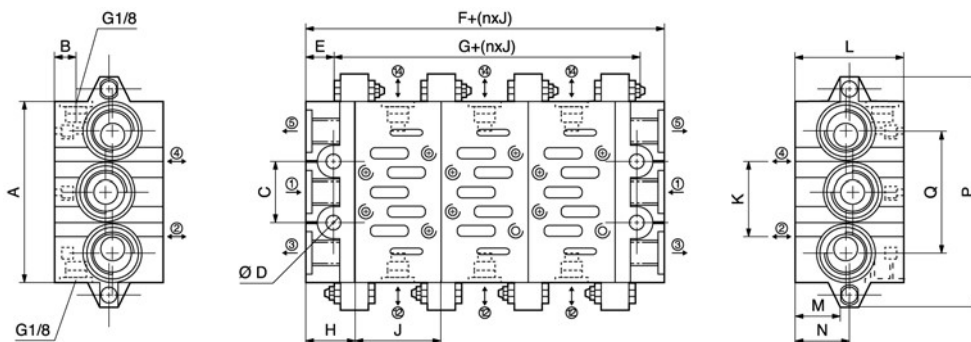 G1/8
B
A
④
②
G1/8
F+(nxJ)
G+(nxJ)
E
⑭ ⑭ ⑭
⑤ ⑤
① ①
C
③ ③
Ø D
⑫ ⑫ ⑫
H J
L
④
K
Q
P
②
M
N